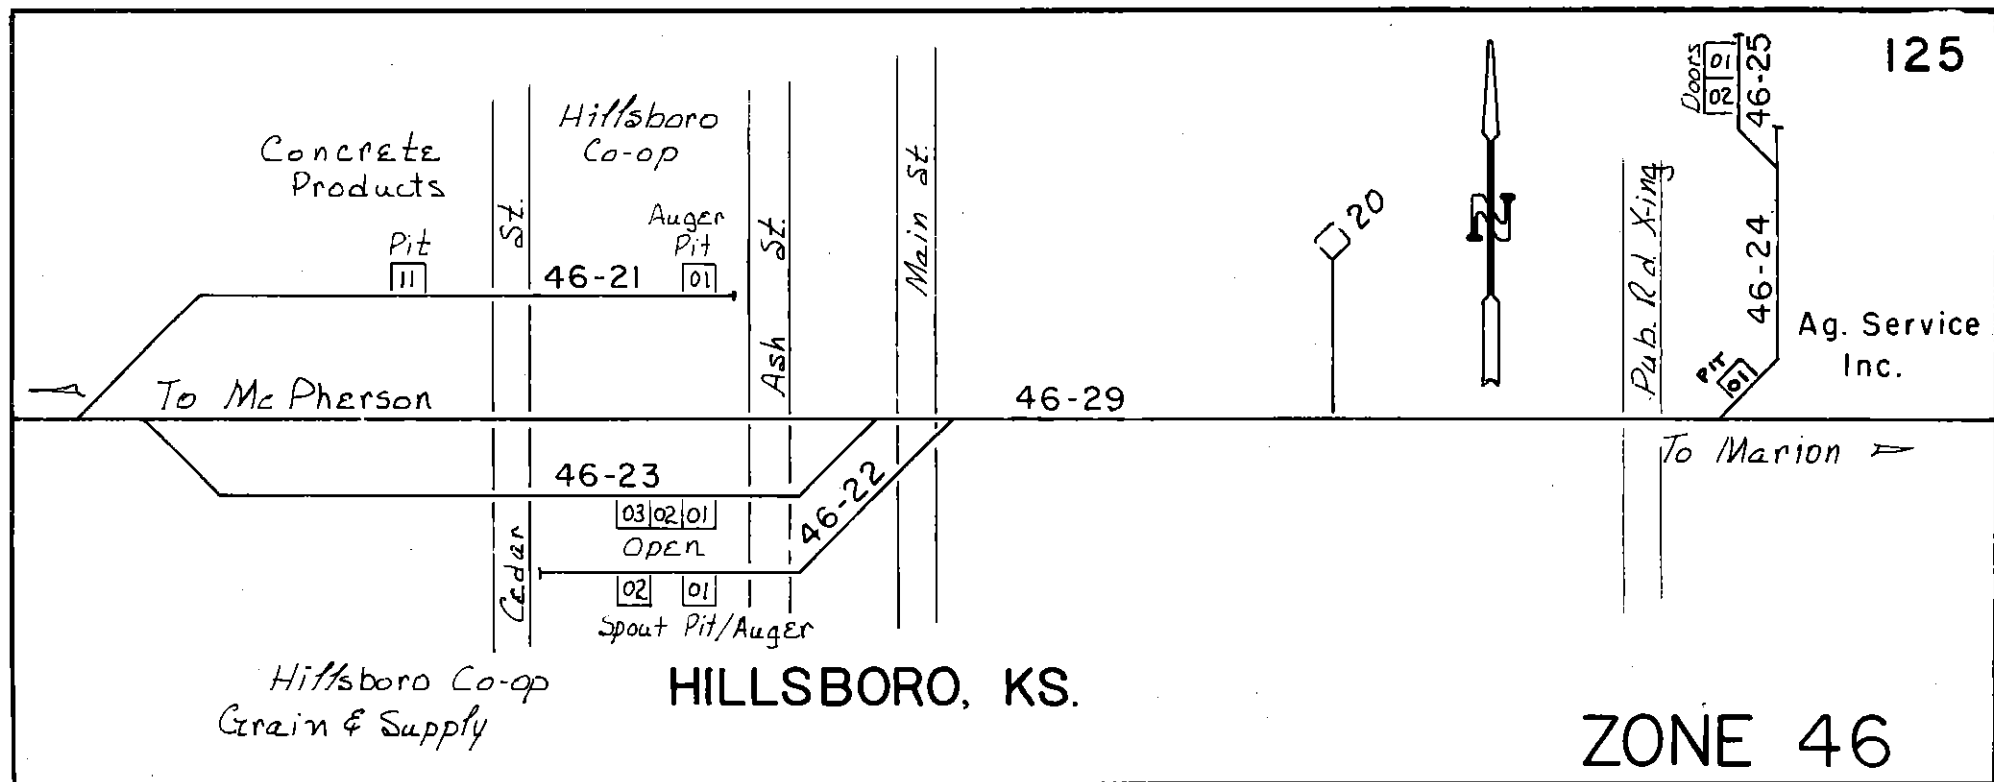 125
Doors
01
02
46-25
Concrete
Products
Hillsboro
Co-op
Pit
11
46-21
Auger
Pit
01
Cedar St.
Ash St.
Main St.
20
N
Pub. Rd. X-ing
46-24
Ag. Service
Inc.
PIT
01
To Mc Pherson
46-29
To Marion
46-23
03 02 01
Open
46-22
02 01
Spout Pit/Auger
Hillsboro Co-op
Grain & Supply
HILLSBORO, KS.
ZONE 46